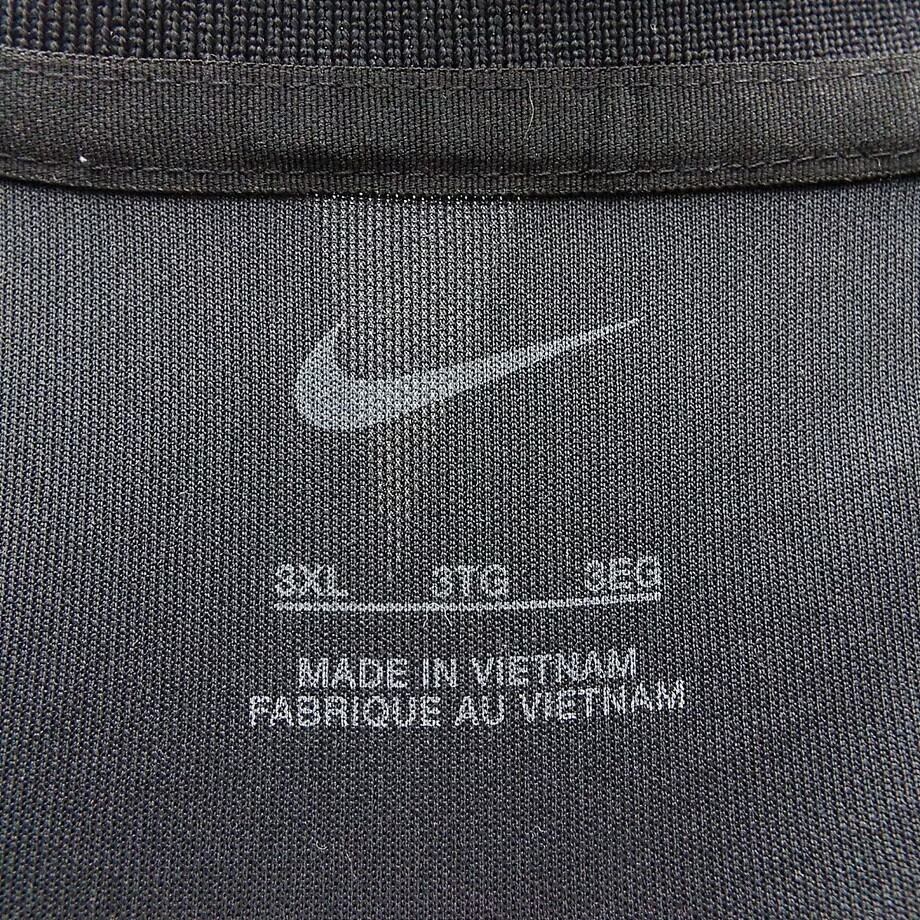 3XL 3TG 3EG
MADE IN VIETNAM
FABRIQUE AU VIETNAM